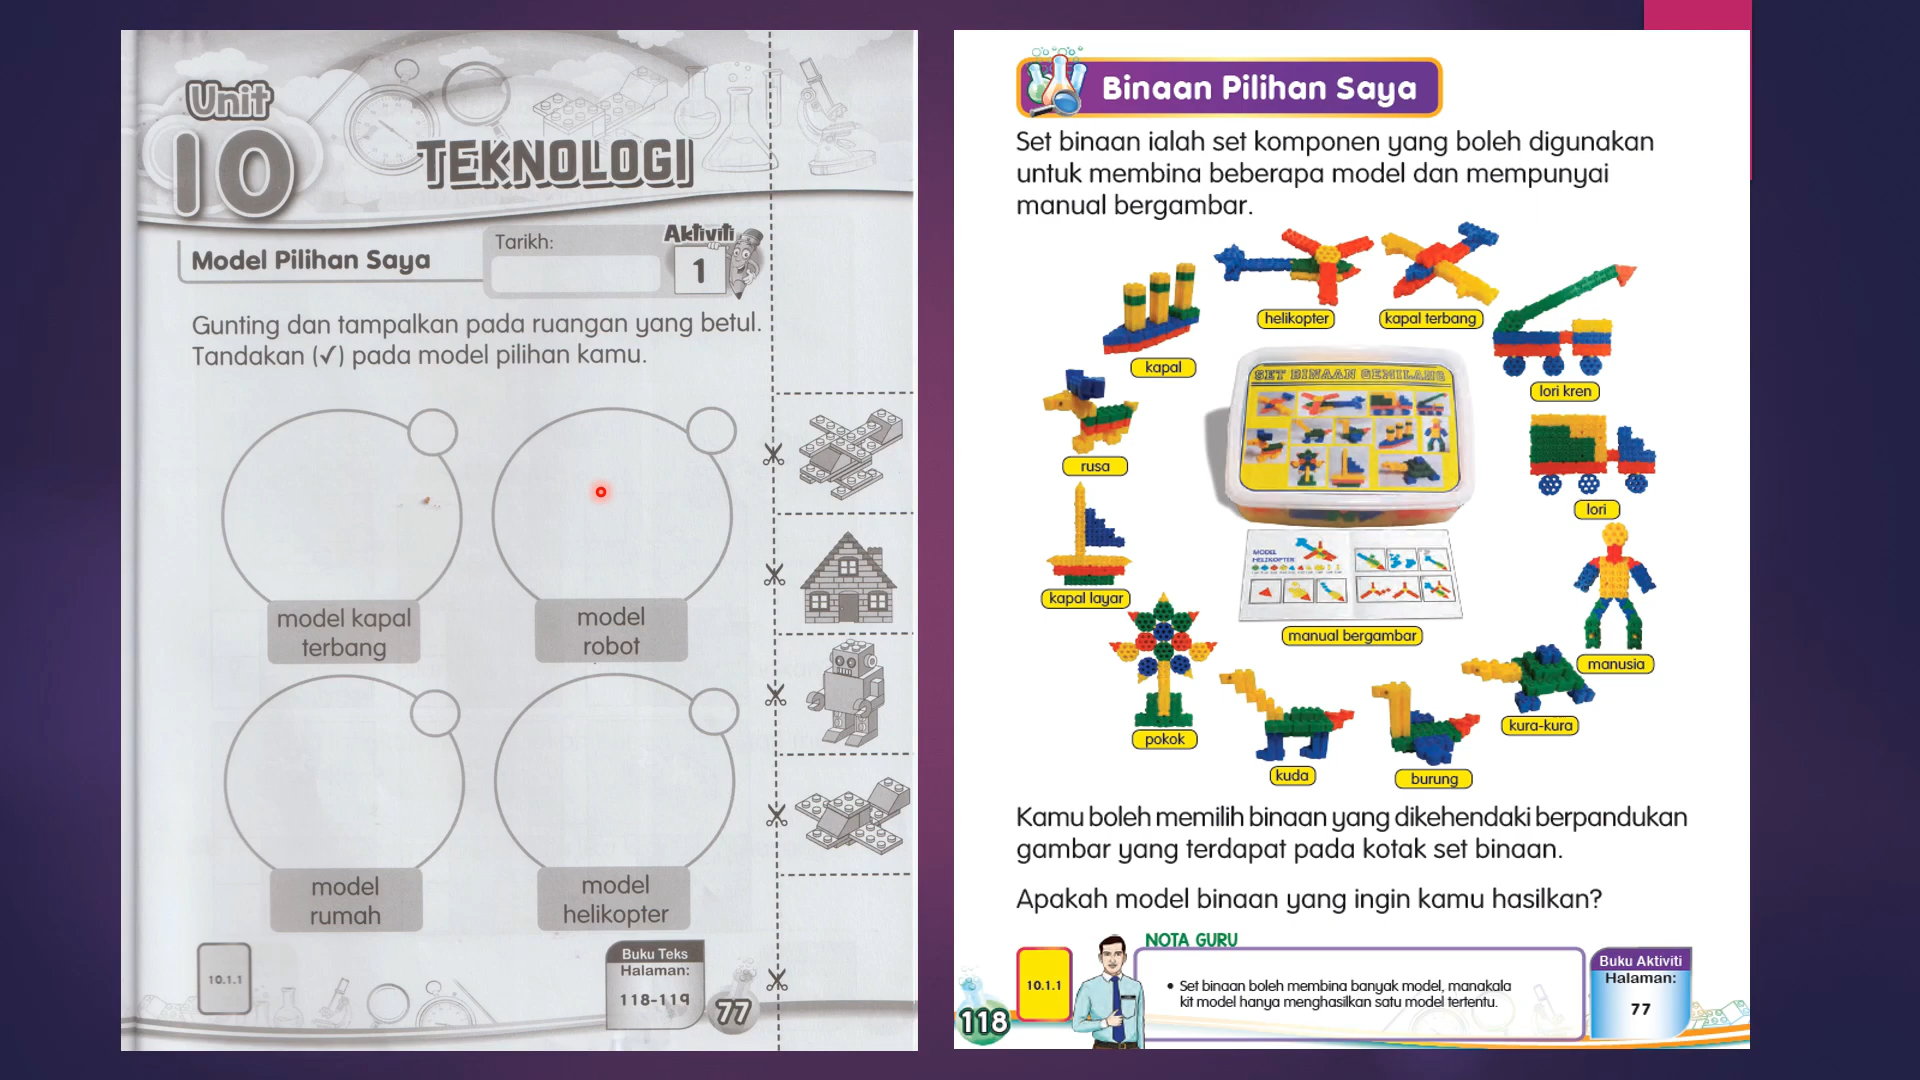 Unit
10
TEKNOLOGI
Model Pilihan Saya
Tarikh:
Aktiviti
1
Gunting dan tampalkan pada ruangan yang betul.
Tandakan (✓) pada model pilihan kamu.
model kapal
terbang
model
robot
model
rumah
model
helikopter
10.1.1
Buku Teks
Halaman:
118-119
77
Binaan Pilihan Saya
Set binaan ialah set komponen yang boleh digunakan
untuk membina beberapa model dan mempunyai
manual bergambar.
helikopter
kapal terbang
kapal
lori kren
SET BINAAN GEMILANG
rusa
lori
MODEL
HELIKOPTER
kapal layar
manual bergambar
manusia
kura-kura
pokok
kuda
burung
Kamu boleh memilih binaan yang dikehendaki berpandukan
gambar yang terdapat pada kotak set binaan.
Apakah model binaan yang ingin kamu hasilkan?
NOTA GURU
10.1.1
• Set binaan boleh membina banyak model, manakala
kit model hanya menghasilkan satu model tertentu.
Buku Aktiviti
Halaman:
77
118